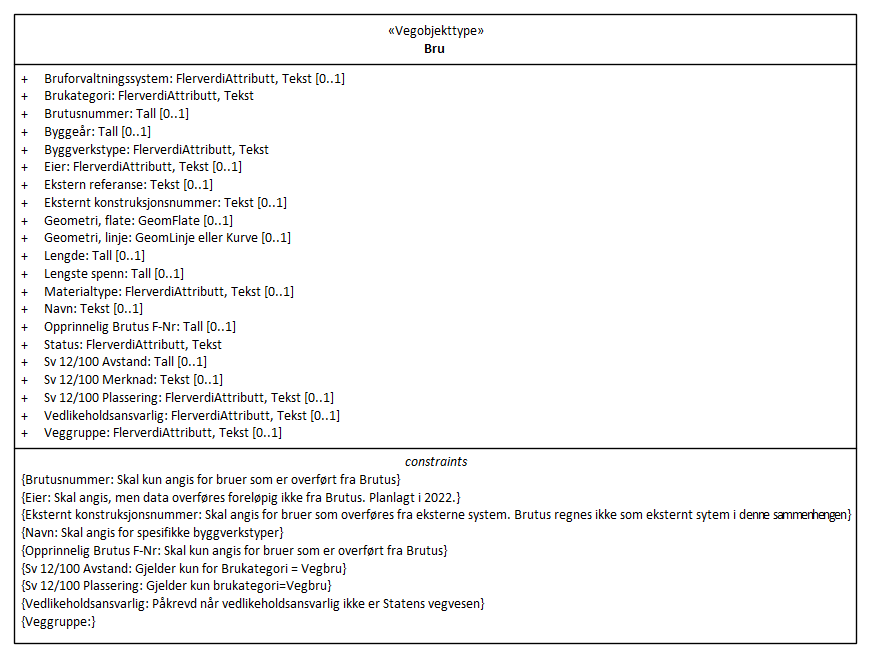 «Vegobjekttype»
Bru
+ Bruforvaltningssystem: FlerverdiAttributt, Tekst [0..1]
+ Brukategori: FlerverdiAttributt, Tekst
+ Brutusnummer: Tall [0..1]
+ Byggeår: Tall [0..1]
+ Byggverkstype: FlerverdiAttributt, Tekst
+ Eier: FlerverdiAttributt, Tekst [0..1]
+ Ekstern referanse: Tekst [0..1]
+ Eksternt konstruksjonsnummer: Tekst [0..1]
+ Geometri, flate: GeomFlate [0..1]
+ Geometri, linje: GeomLinje eller Kurve [0..1]
+ Lengde: Tall [0..1]
+ Lengste spenn: Tall [0..1]
+ Materialtype: FlerverdiAttributt, Tekst [0..1]
+ Navn: Tekst [0..1]
+ Opprinnelig Brutus F-Nr: Tall [0..1]
+ Status: FlerverdiAttributt, Tekst
+ Sv 12/100 Avstand: Tall [0..1]
+ Sv 12/100 Merknad: Tekst [0..1]
+ Sv 12/100 Plassering: FlerverdiAttributt, Tekst [0..1]
+ Vedlikeholdsansvarlig: FlerverdiAttributt, Tekst [0..1]
+ Veggruppe: FlerverdiAttributt, Tekst [0..1]
constraints
{Brutusnummer: Skal kun angis for bruer som er overført fra Brutus}
{Eier: Skal angis, men data overføres foreløpig ikke fra Brutus. Planlagt i 2022.}
{Eksternt konstruksjonsnummer: Skal angis for bruer som overføres fra eksterne system. Brutus regnes ikke som eksternt sytem i denne sammenhengen}
{Navn: Skal angis for spesifikke byggverkstyper}
{Opprinnelig Brutus F-Nr: Skal kun angis for bruer som er overført fra Brutus}
{Sv 12/100 Avstand: Gjelder kun for Brukategori = Vegbru}
{Sv 12/100 Plassering: Gjelder kun brukategori=Vegbru}
{Vedlikeholdsansvarlig: Påkrevd når vedlikeholdsansvarlig ikke er Statens vegvesen}
{Veggruppe:}